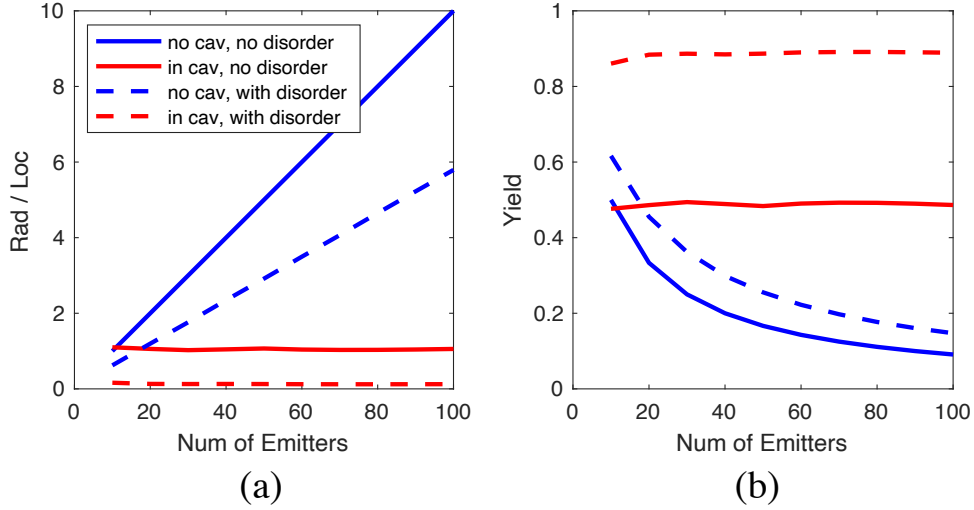 10
8
6
4
2
0
Rad / Loc
no cav, no disorder
in cav, no disorder
no cav, with disorder
in cav, with disorder
0 20 40 60 80 100
Num of Emitters
(a)
1
0.8
0.6
0.4
0.2
0
Yield
0 20 40 60 80 100
Num of Emitters
(b)